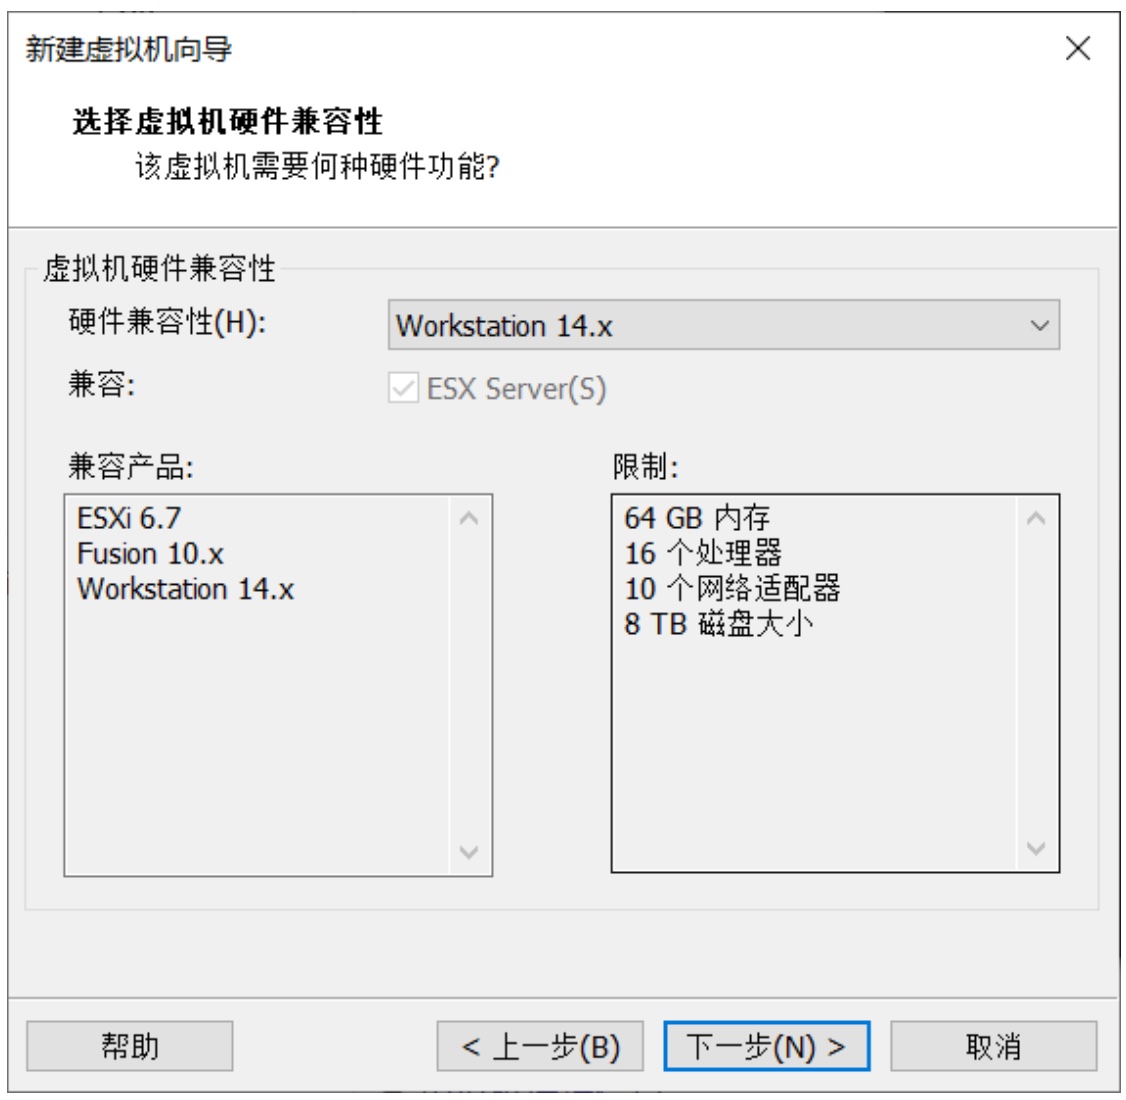 新建虚拟机向导
选择虚拟机硬件兼容性
该虚拟机需要何种硬件功能?
虚拟机硬件兼容性
硬件兼容性(H):
Workstation 14.x
兼容:
ESX Server(S)
兼容产品:
ESXi 6.7
Fusion 10.x
Workstation 14.x
限制:
64 GB 内存
16 个处理器
10 个网络适配器
8 TB 磁盘大小
帮助
< 上一步(B)
下一步(N) >
取消